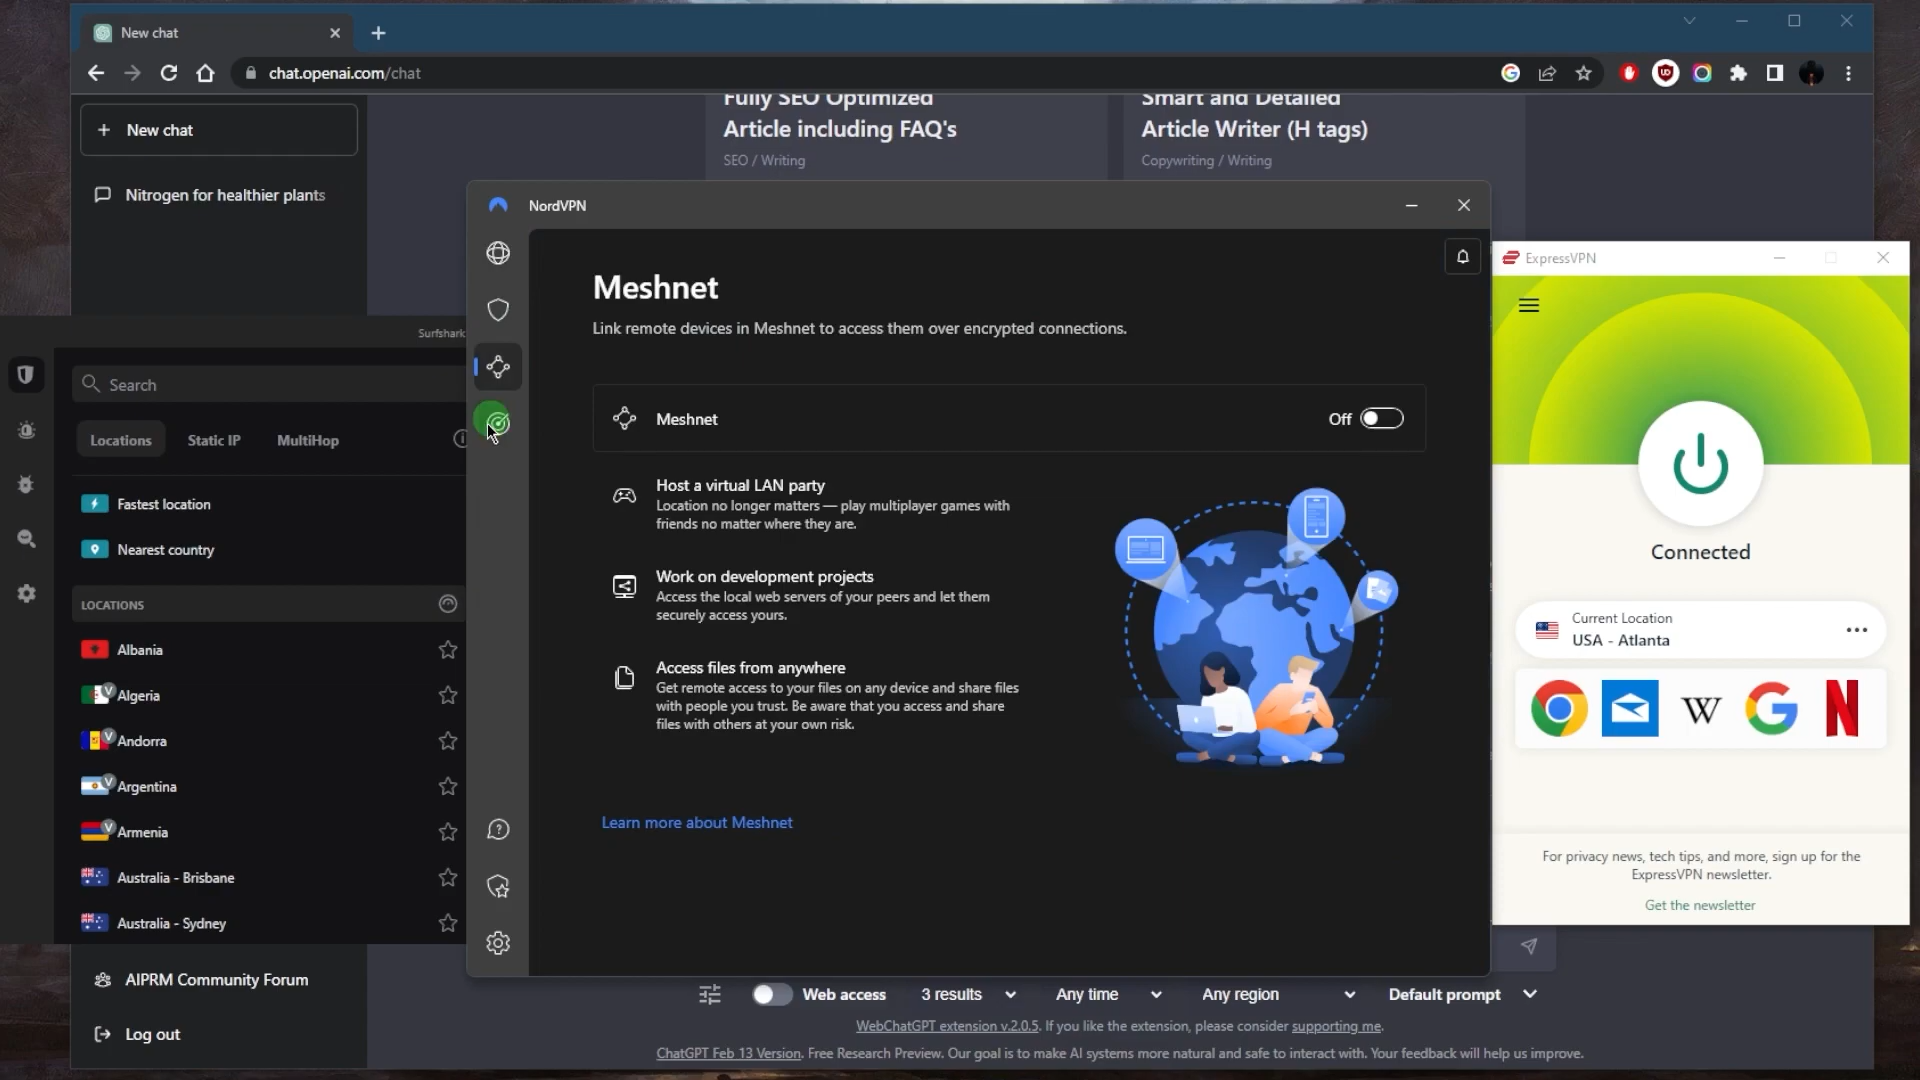 New chat
chat.openai.com/chat
New chat
Nitrogen for healthier plants
Fully SEO Optimized
Article including FAQ's
SEO / Writing
Smart and Detailed
Article Writer (H tags)
Copywriting / Writing
Surfshark
Search
Locations
Static IP
MultiHop
Fastest location
Nearest country
LOCATIONS
Albania
Algeria
Andorra
Argentina
Armenia
Australia - Brisbane
Australia - Sydney
AIPRM Community Forum
Log out
NordVPN
Meshnet
Link remote devices in Meshnet to access them over encrypted connections.
Meshnet
Off
Host a virtual LAN party
Location no longer matters — play multiplayer games with
friends no matter where they are.
Work on development projects
Access the local web servers of your peers and let them
securely access yours.
Access files from anywhere
Get remote access to your files on any device and share files
with people you trust. Be aware that you access and share
files with others at your own risk.
Learn more about Meshnet
ExpressVPN
Connected
Current Location
USA - Atlanta
For privacy news, tech tips, and more, sign up for the
ExpressVPN newsletter.
Get the newsletter
Web access
3 results
Any time
Any region
Default prompt
WebChatGPT extension v.2.0.5. If you like the extension, please consider supporting me.
ChatGPT Feb 13 Version. Free Research Preview. Our goal is to make AI systems more natural and safe to interact with. Your feedback will help us improve.